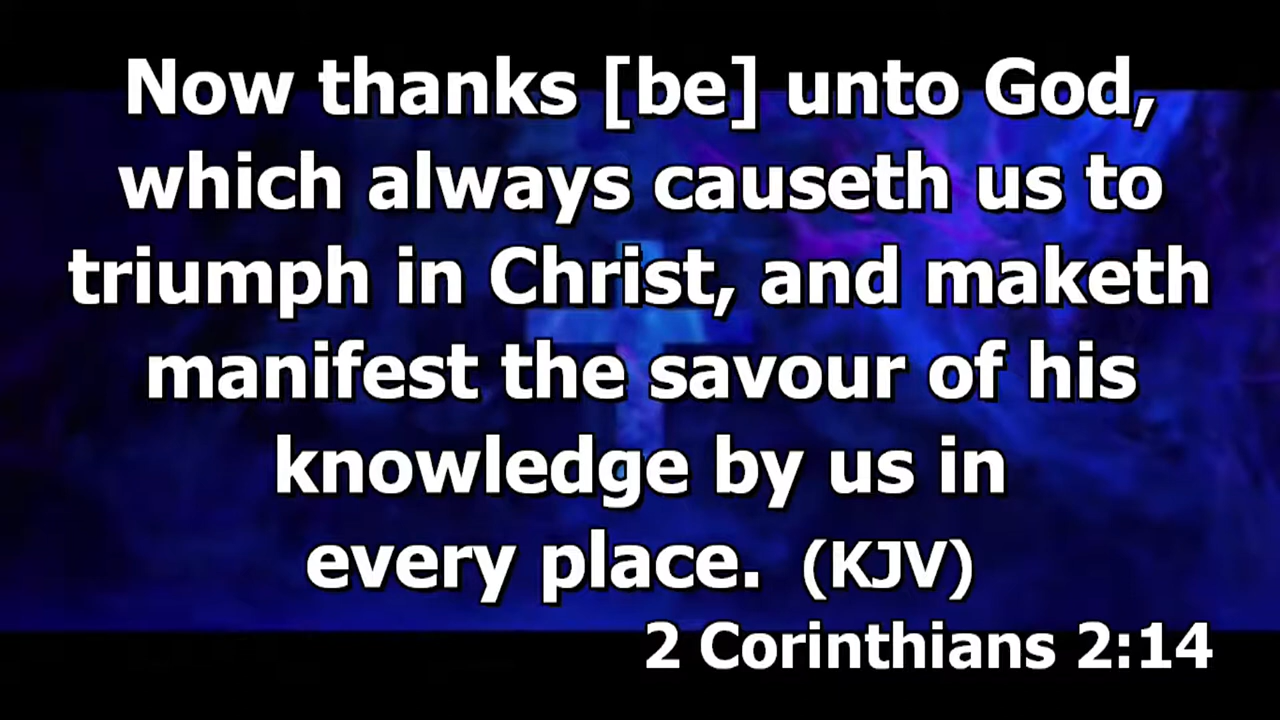 Now thanks [be] unto God,
which always causeth us to
triumph in Christ, and maketh
manifest the savour of his
knowledge by us in
every place. (KJV)
2 Corinthians 2:14